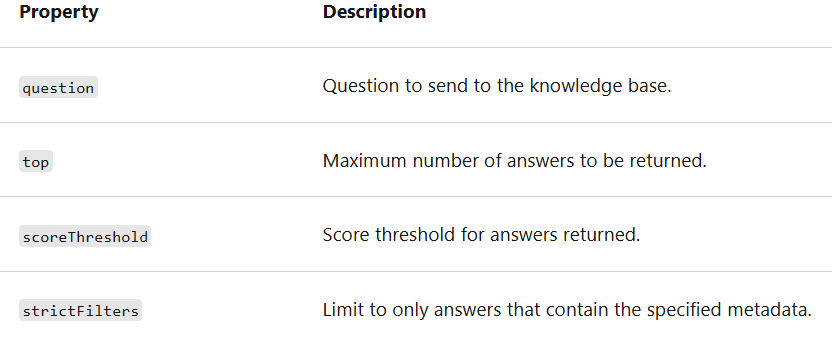 Property Description
question Question to send to the knowledge base.
top Maximum number of answers to be returned.
scoreThreshold Score threshold for answers returned.
strictFilters Limit to only answers that contain the specified metadata.